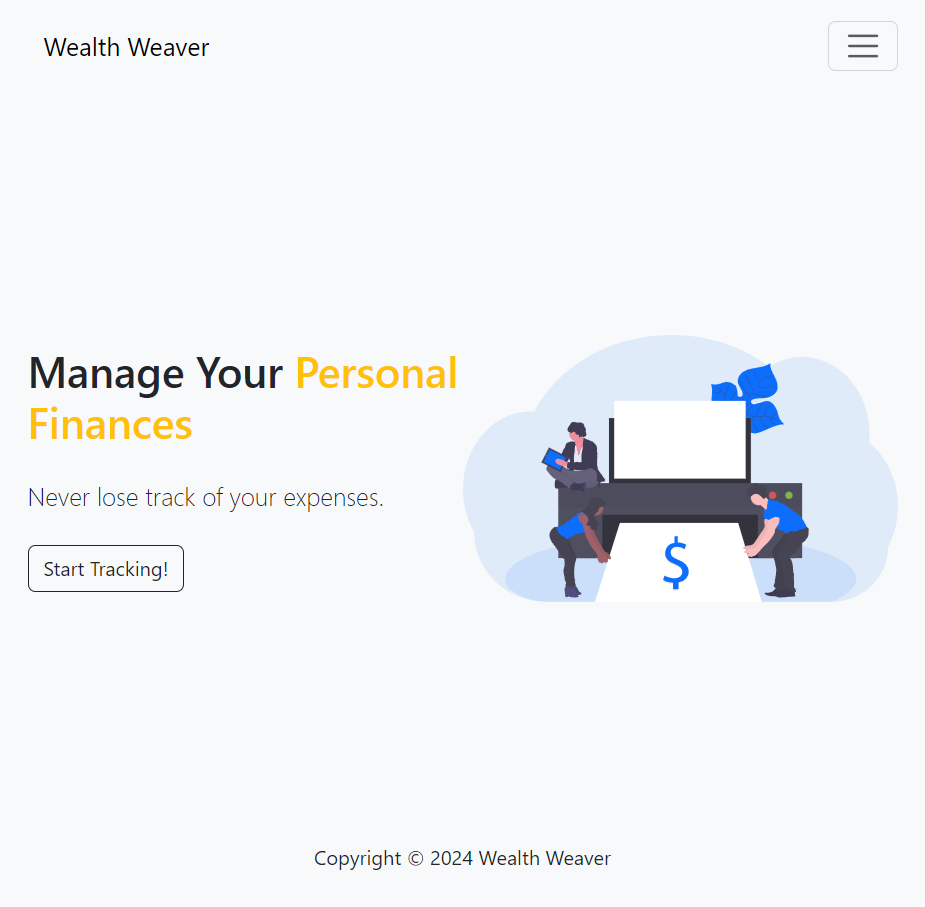 Wealth Weaver
Manage Your Personal
Finances
Never lose track of your expenses.
Start Tracking!
$
Copyright © 2024 Wealth Weaver